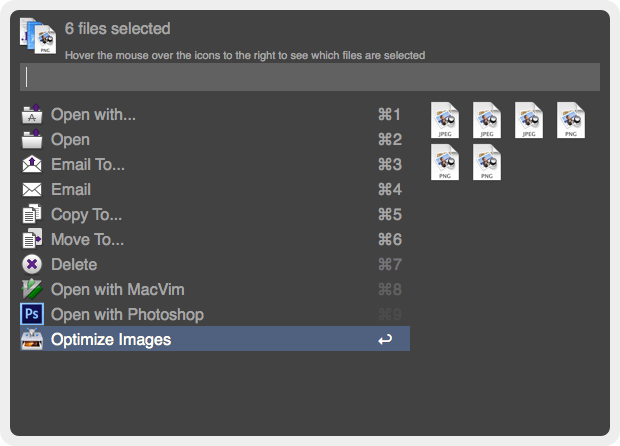 6 files selected
Hover the mouse over the icons to the right to see which files are selected
PNG
Open with... ⌘1
Open ⌘2
Email To... ⌘3
Email ⌘4
Copy To... ⌘5
Move To... ⌘6
Delete ⌘7
Open with MacVim ⌘8
Ps Open with Photoshop ⌘9
Optimize Images ↩
JPEG JPEG JPEG PNG
PNG PNG